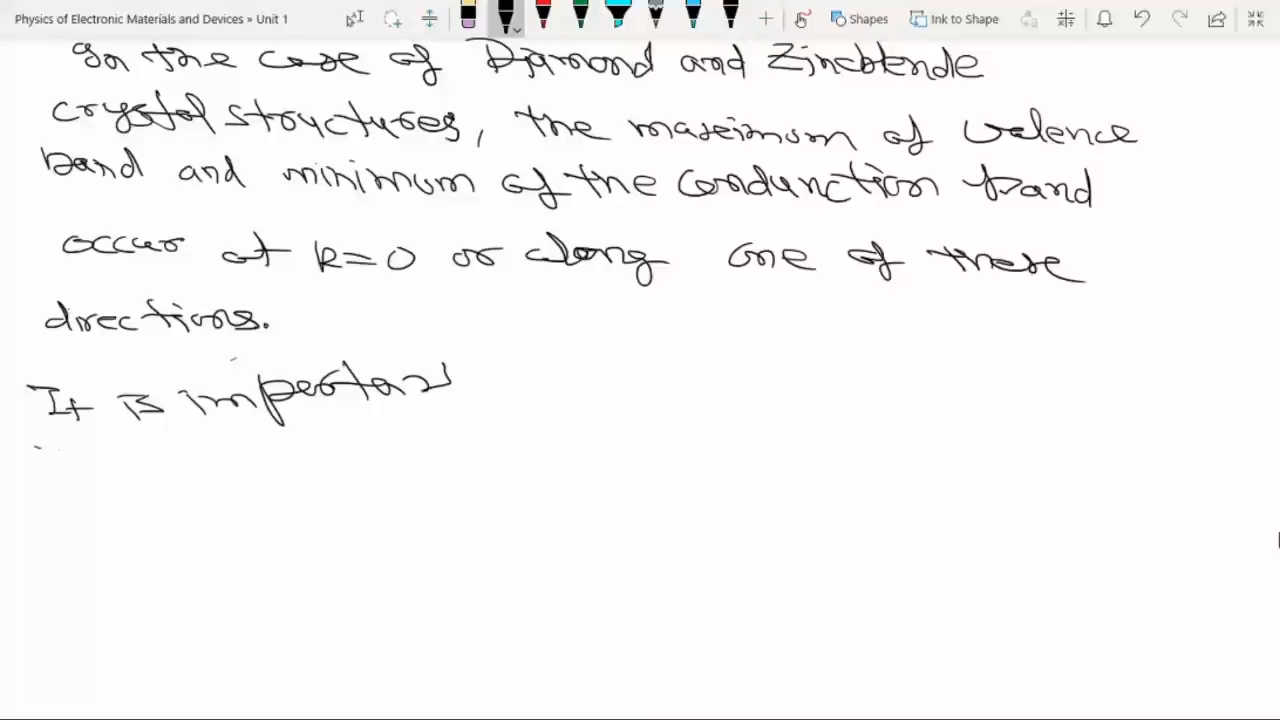 Physics of Electronic Materials and Devices » Unit 1
Shapes
Ink to Shape
In the case of Diamond and Zincblende
crystal structures, the maximum of valence
band and minimum of the condunction band
occur at k=0 or along one of these
directions.
It is important